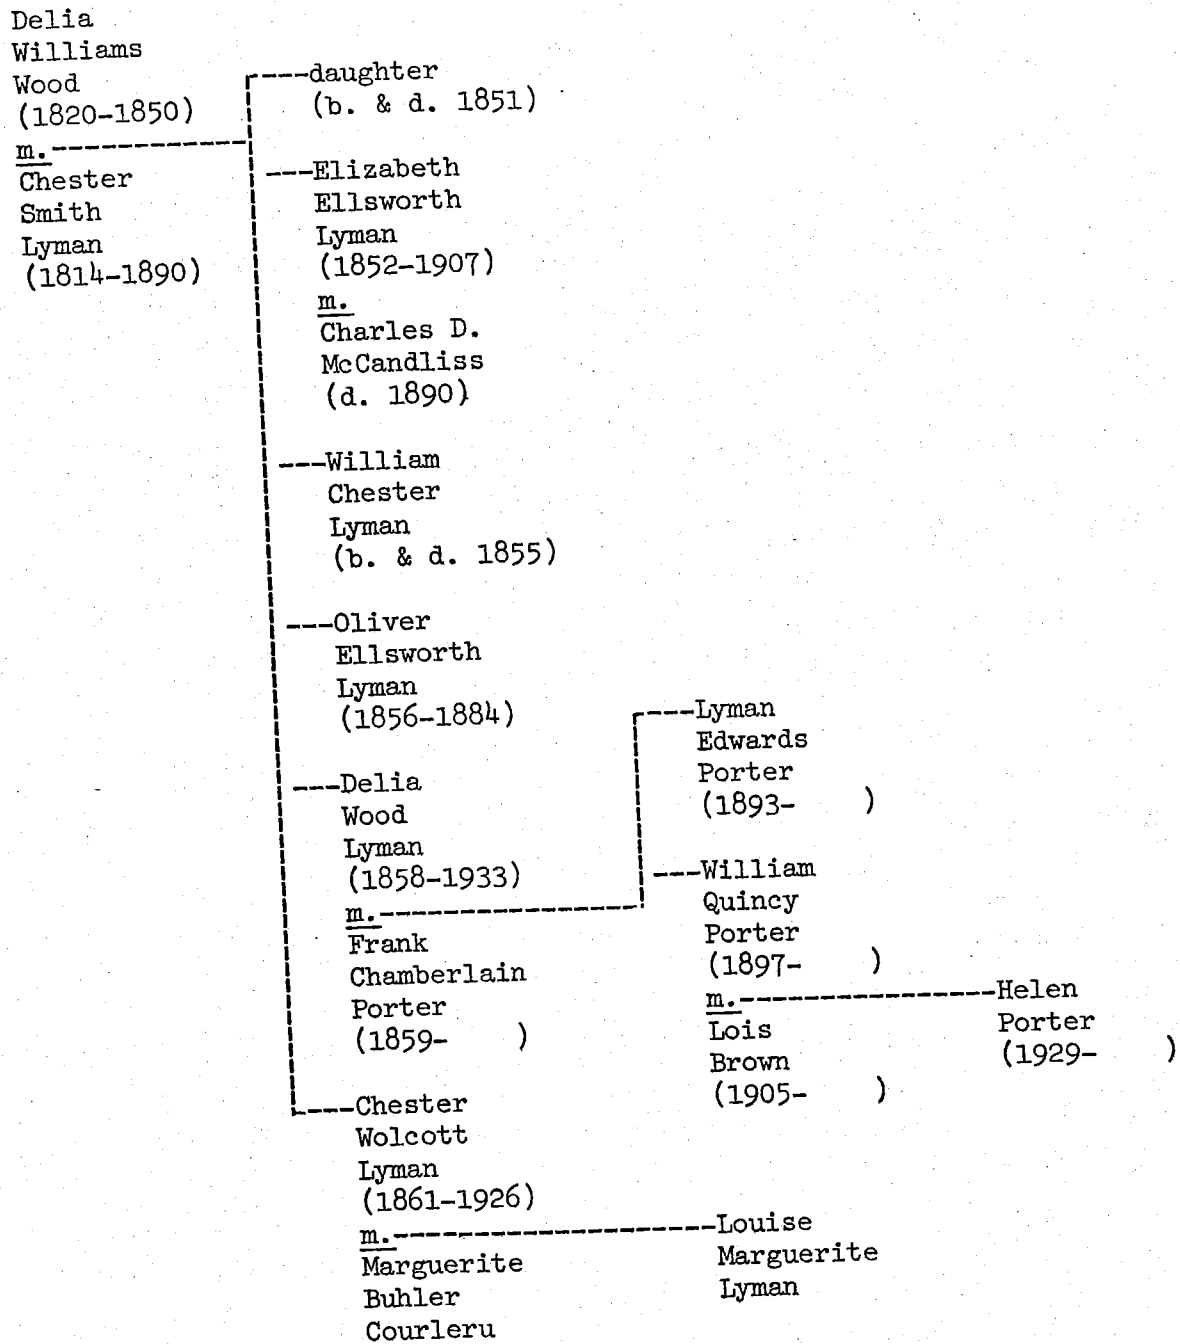 Delia
Williams
Wood
(1820-1850)
m.
Chester
Smith
Lyman
(1814-1890)
daughter
(b. & d. 1851)
Elizabeth
Ellsworth
Lyman
(1852-1907)
m.
Charles D.
McCandliss
(d. 1890)
William
Chester
Lyman
(b. & d. 1855)
Oliver
Ellsworth
Lyman
(1856-1884)
Delia
Wood
Lyman
(1858-1933)
m.
Frank
Chamberlain
Porter
(1859- )
Lyman
Edwards
Porter
(1893- )
William
Quincy
Porter
(1897- )
m.
Lois
Brown
(1905- )
Helen
Porter
(1929- )
Chester
Wolcott
Lyman
(1861-1926)
m.
Marguerite
Buhler
Courleru
Louise
Marguerite
Lyman